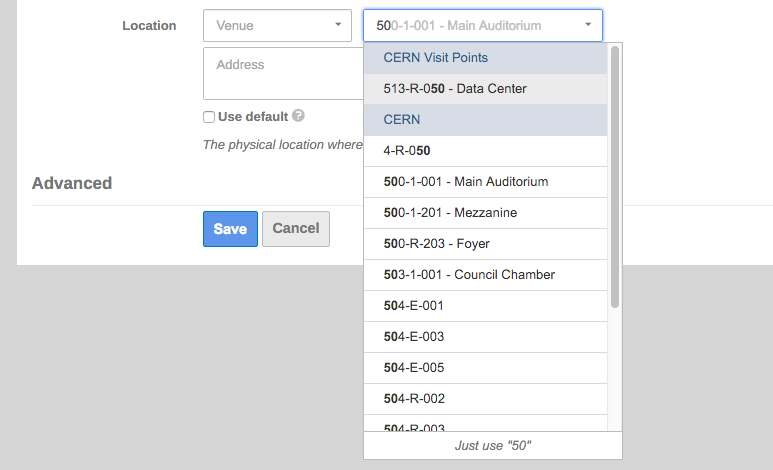 Location
Venue
500-1-001 - Main Auditorium
Address
Use default ?
The physical location where
Advanced
Save
Cancel
CERN Visit Points
513-R-050 - Data Center
CERN
4-R-050
500-1-001 - Main Auditorium
500-1-201 - Mezzanine
500-R-203 - Foyer
503-1-001 - Council Chamber
504-E-001
504-E-003
504-E-005
504-R-002
504-R-003
Just use "50"